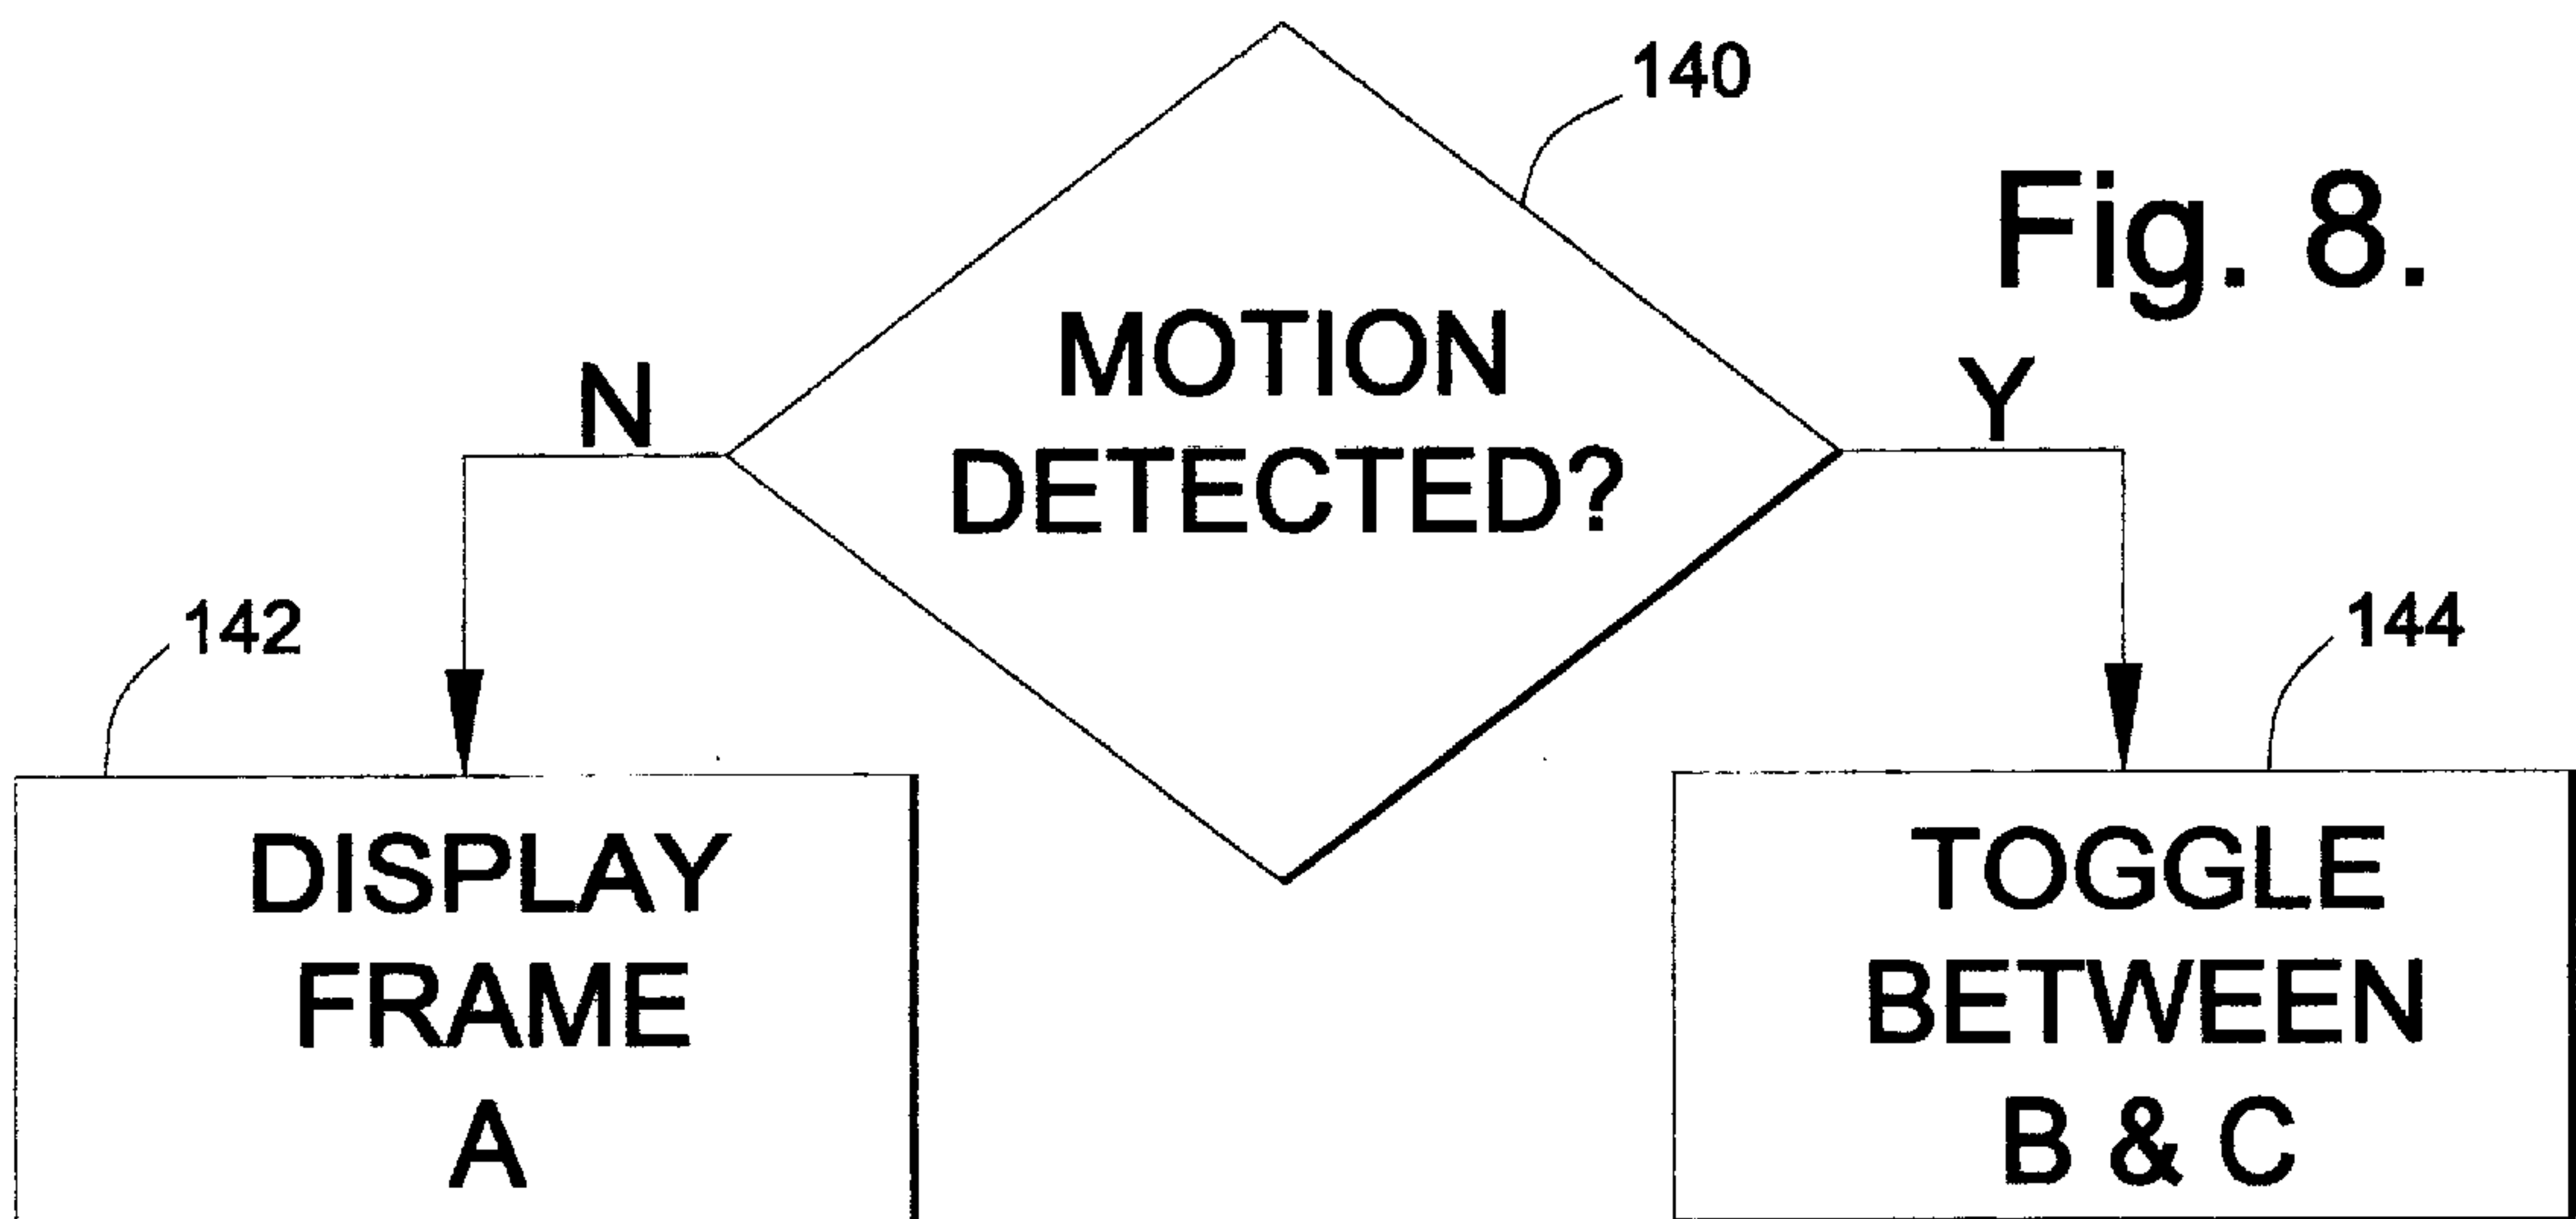 140
Fig. 8.
MOTION
DETECTED?
N
Y
142
144
DISPLAY
FRAME
A
TOGGLE
BETWEEN
B & C